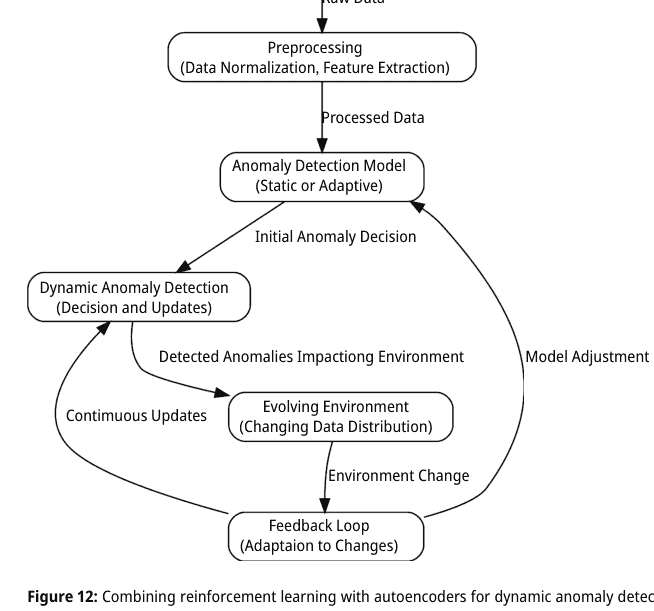 Raw Data
Preprocessing
(Data Normalization, Feature Extraction)
Processed Data
Anomaly Detection Model
(Static or Adaptive)
Initial Anomaly Decision
Dynamic Anomaly Detection
(Decision and Updates)
Detected Anomalies Impactiong Environment
Model Adjustment
Evolving Environment
(Changing Data Distribution)
Contimuous Updates
Environment Change
Feedback Loop
(Adaptaion to Changes)
Figure 12: Combining reinforcement learning with autoencoders for dynamic anomaly detec